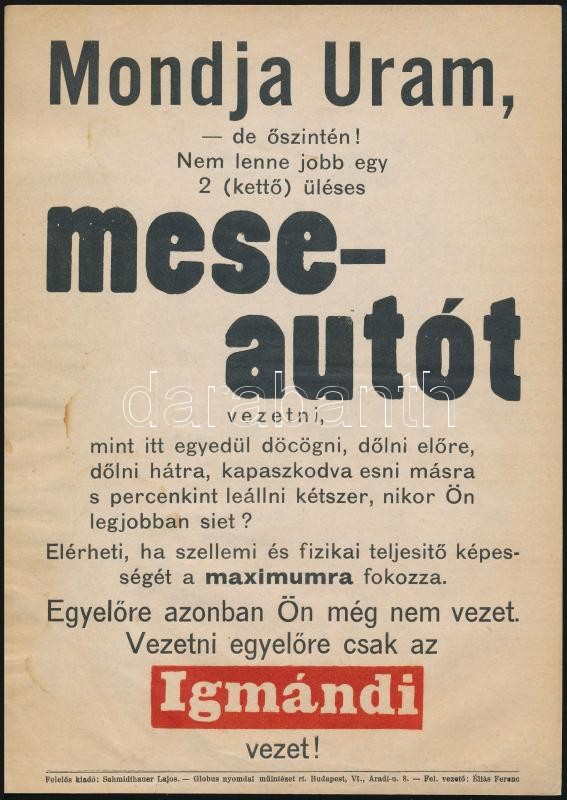 Mondja Uram,
— de őszintén!
Nem lenne jobb egy
2 (kettő) üléses
mese-
autót
darabanth
vezetni,
mint itt egyedül döcögni, dőlni előre,
dőlni hátra, kapaszkodva esni másra
s percenkint leállni kétszer, nikor Ön
legjobban siet?
Elérheti, ha szellemi és fizikai teljesitő képes-
ségét a maximumra fokozza.
Egyelőre azonban Ön még nem vezet.
Vezetni egyelőre csak az
Igmándi
vezet!
Felelős kiadó: Schmidthauer Lajos. — Globus nyomdai műintézet rt. Budapest, VI., Aradi-u. 8. — Fel. vezető: Éliás Ferenc